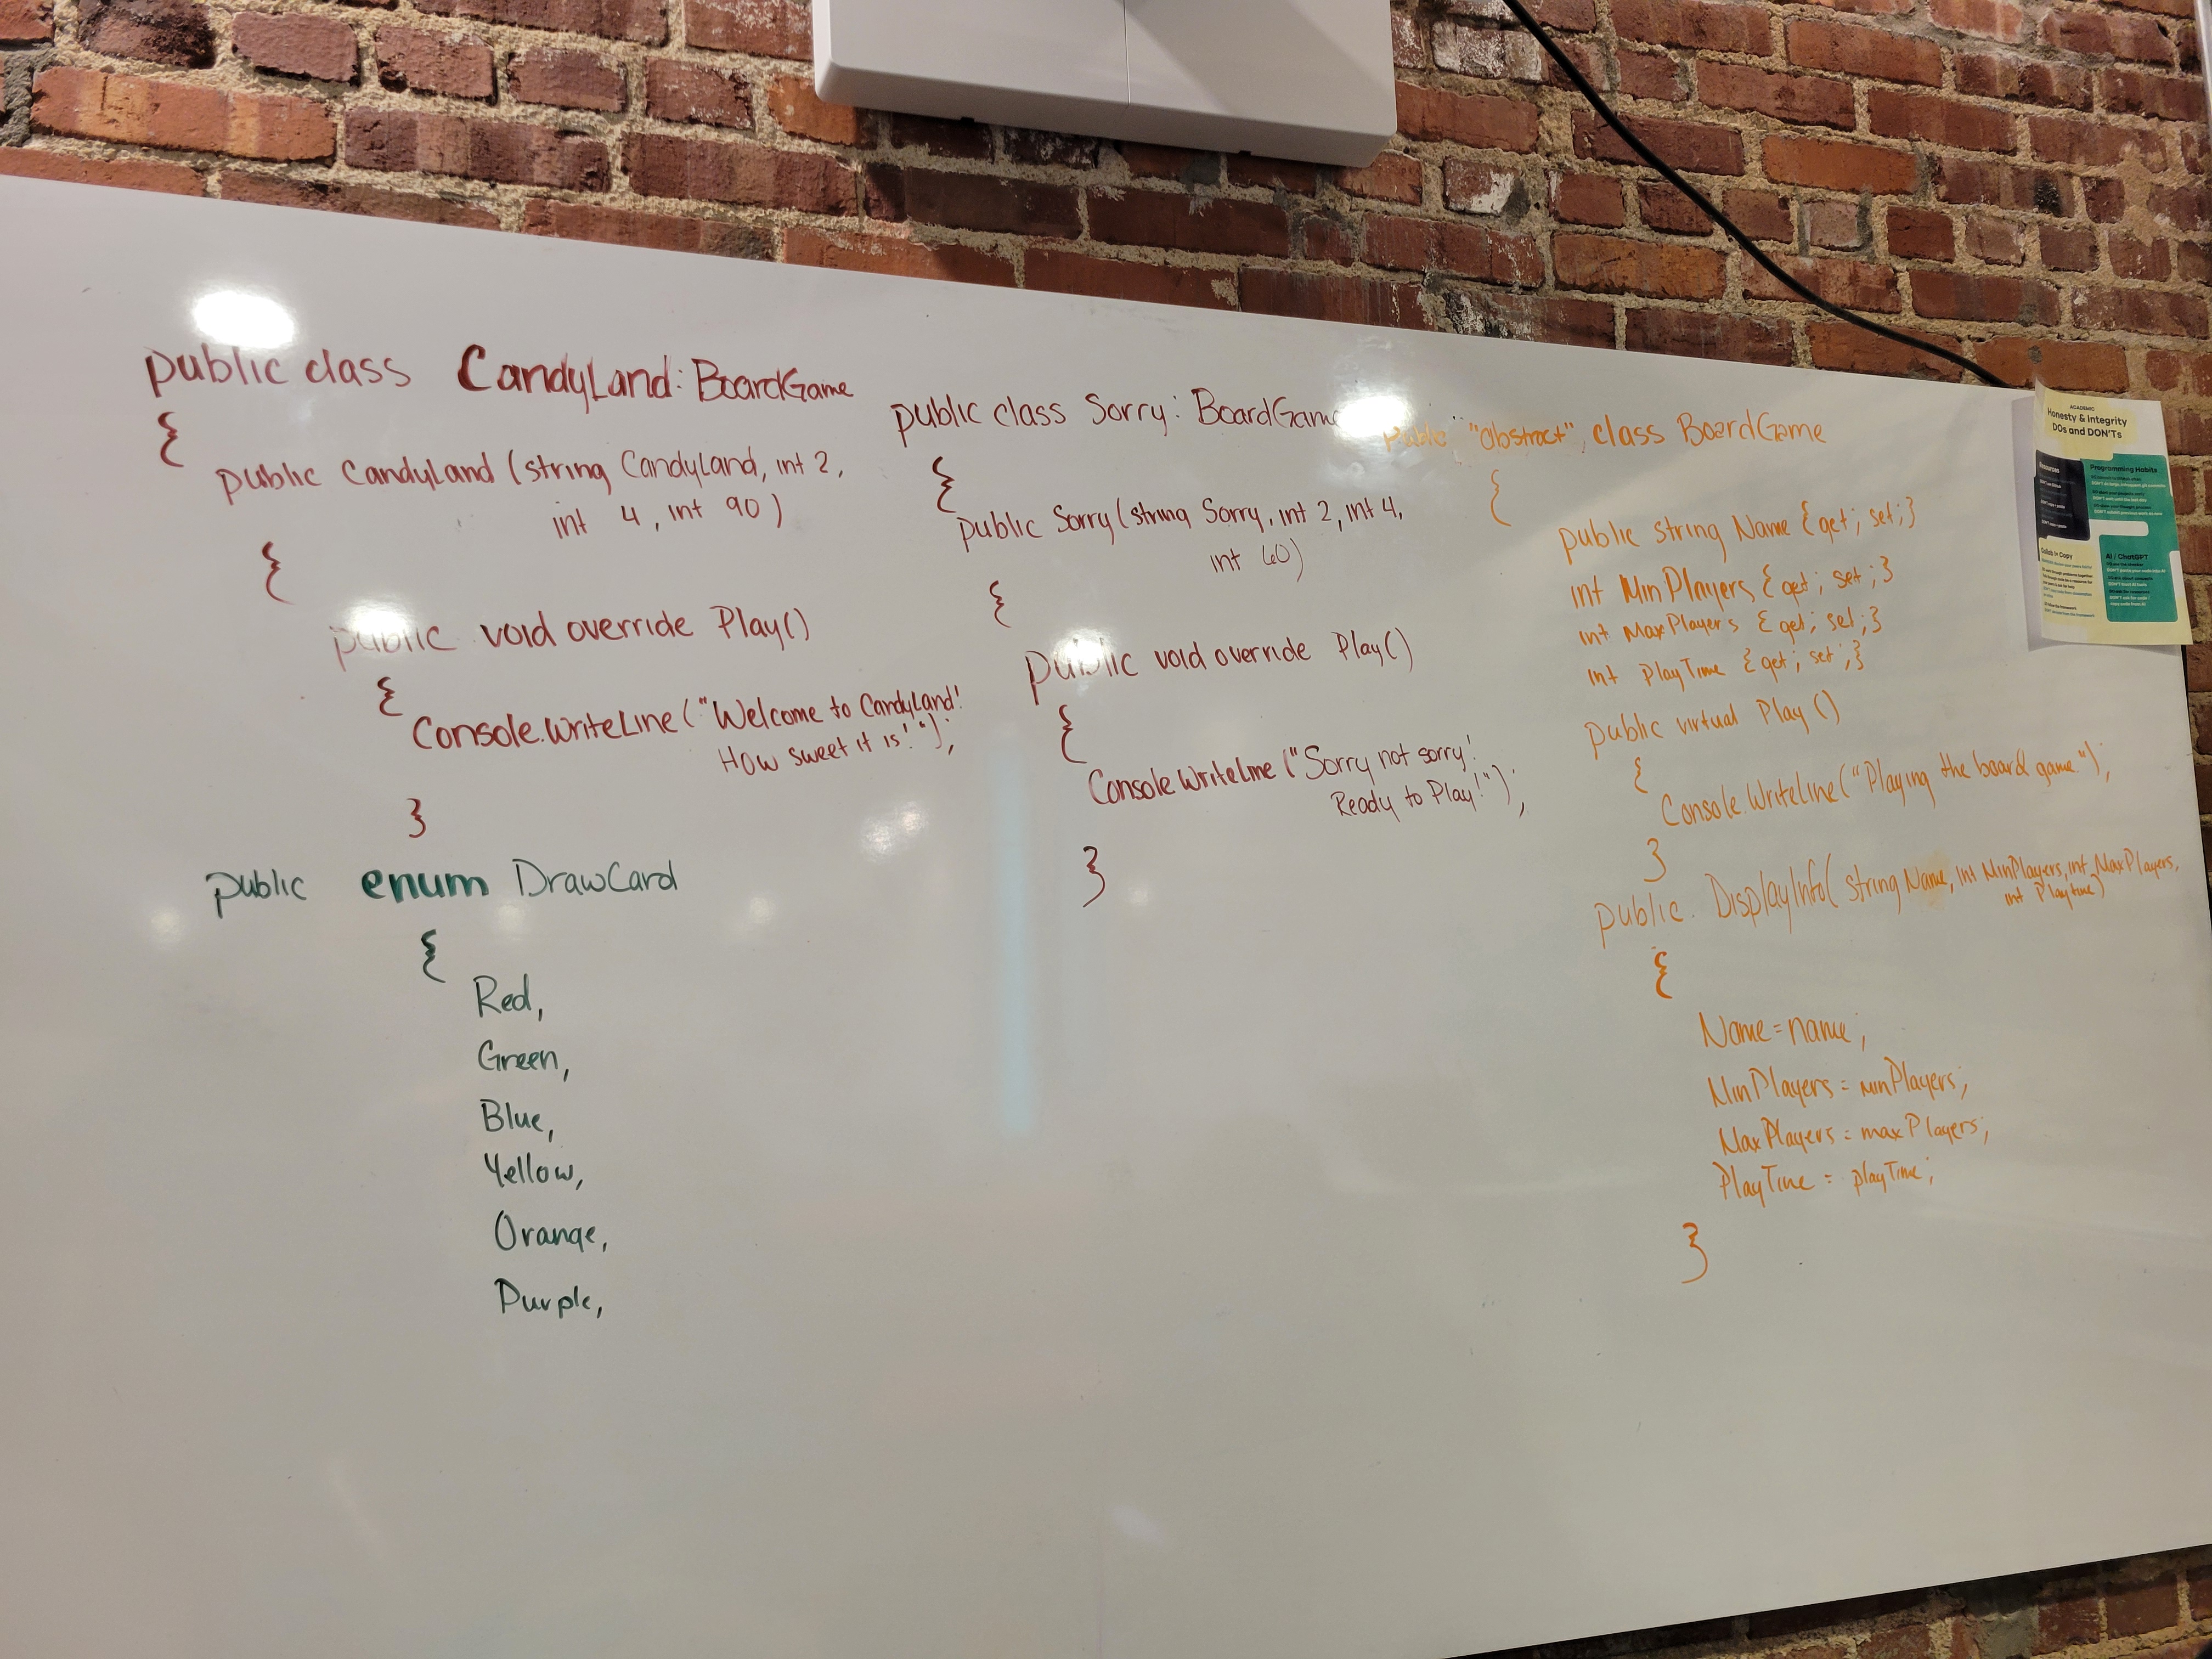 public class CandyLand: BoardGame
{
public CandyLand (string CandyLand, int 2,
int 4, int 90)
{
public void override Play()
{
Console.WriteLine("Welcome to CandyLand!
How sweet it is!");
}
public enum DrawCard
{
Red,
Green,
Blue,
Yellow,
Orange,
Purple,
public class Sorry: BoardGame
{
public Sorry(string Sorry, int 2, int 4,
int 60)
{
public void override Play()
{
Console.WriteLine("Sorry not sorry!
Ready to Play!");
}
public "abstract" class BoardGame
{
public string Name {get; set;}
int MinPlayers {get; set;}
int MaxPlayers {get; set;}
int PlayTime {get; set;}
public virtual Play()
{
Console.WriteLine("Playing the board game.");
}
public. DisplayInfo(string Name, int MinPlayers, int MaxPlayers,
int Playtime)
{
Name = name;
MinPlayers = minPlayers;
MaxPlayers = maxPlayers;
PlayTime = playTime;
}
ACADEMIC
Honesty & Integrity
DOs and DON'Ts
Resources
Programming Habits
AI / ChatGPT